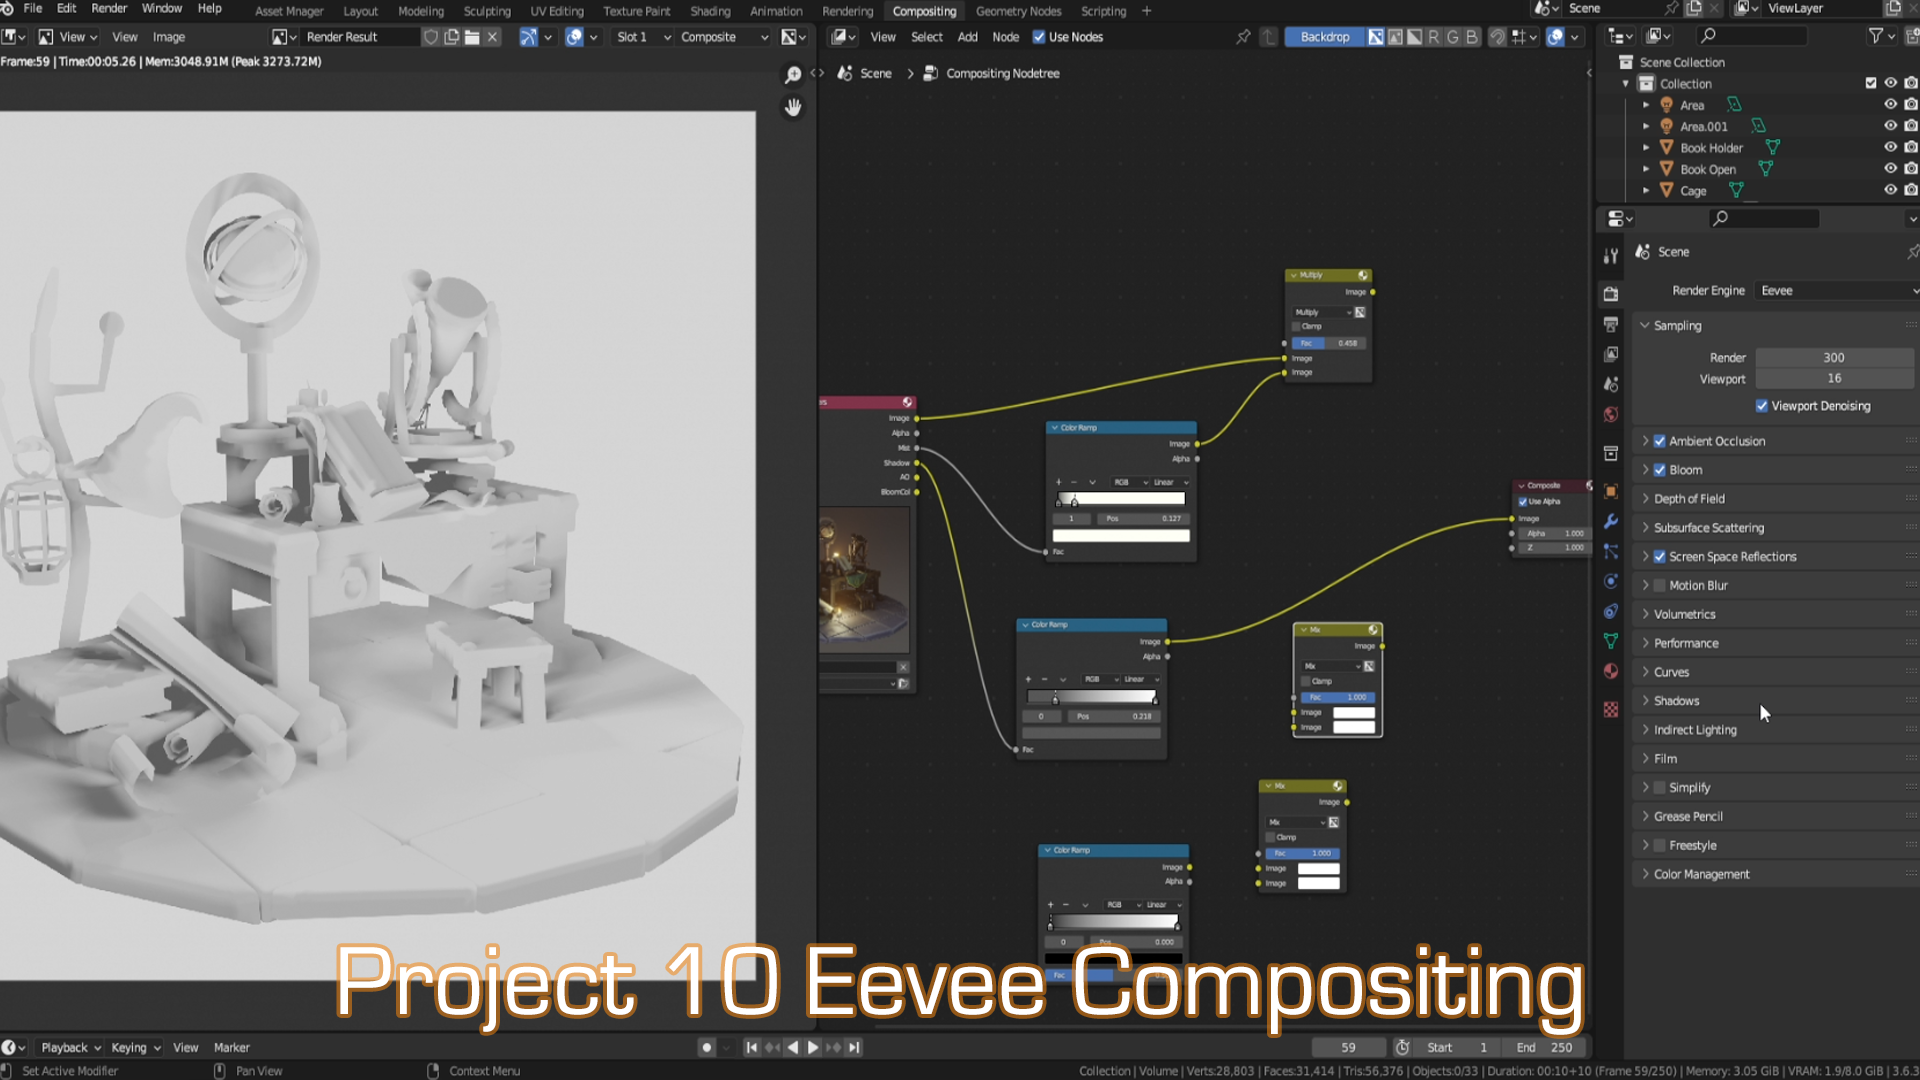 File Edit Render Window Help Asset Mnager Layout Modeling Sculpting UV Editing Texture Paint Shading Animation Rendering Compositing Geometry Nodes Scripting + Scene ViewLayer
View View Image Render Result Slot 1 Composite View Select Add Node Use Nodes Backdrop R G B
Frame:59 | Time:00:05.26 | Mem:3048.91M (Peak 3273.72M)
Scene > Compositing Nodetree
Scene Collection
Collection
Area
Area.001
Book Holder
Book Open
Cage
Scene
Render Engine Eevee
Sampling
Render 300
Viewport 16
Viewport Denoising
Ambient Occlusion
Bloom
Depth of Field
Subsurface Scattering
Screen Space Reflections
Motion Blur
Volumetrics
Performance
Curves
Shadows
Indirect Lighting
Film
Simplify
Grease Pencil
Freestyle
Color Management
Multiply
Image
Multiply
Clamp
Fac 0.458
Image
Image
Image
Alpha
Mist
Shadow
AO
BloomCol
Color Ramp
Image
Alpha
+ − RGB Linear
1 Pos 0.127
Fac
Composite
Use Alpha
Image
Alpha 1.000
Z 1.000
Color Ramp
Image
Alpha
+ − RGB Linear
0 Pos 0.218
Fac
Mix
Image
Mix
Clamp
Fac 1.000
Image
Image
Mix
Image
Mix
Clamp
Fac 1.000
Image
Image
Color Ramp
Image
Alpha
+ − RGB Linear
0 Pos 0.000
Fac
Project 10 Eevee Compositing
Playback Keying View Marker 59 Start 1 End 250
Set Active Modifier Pan View Context Menu Collection | Volume | Verts:28,803 | Faces:31,414 | Tris:56,376 | Objects:0/33 | Duration: 00:10+10 (Frame 59/250) | Memory: 3.05 GiB | VRAM: 1.9/8.0 GiB | 3.6.3